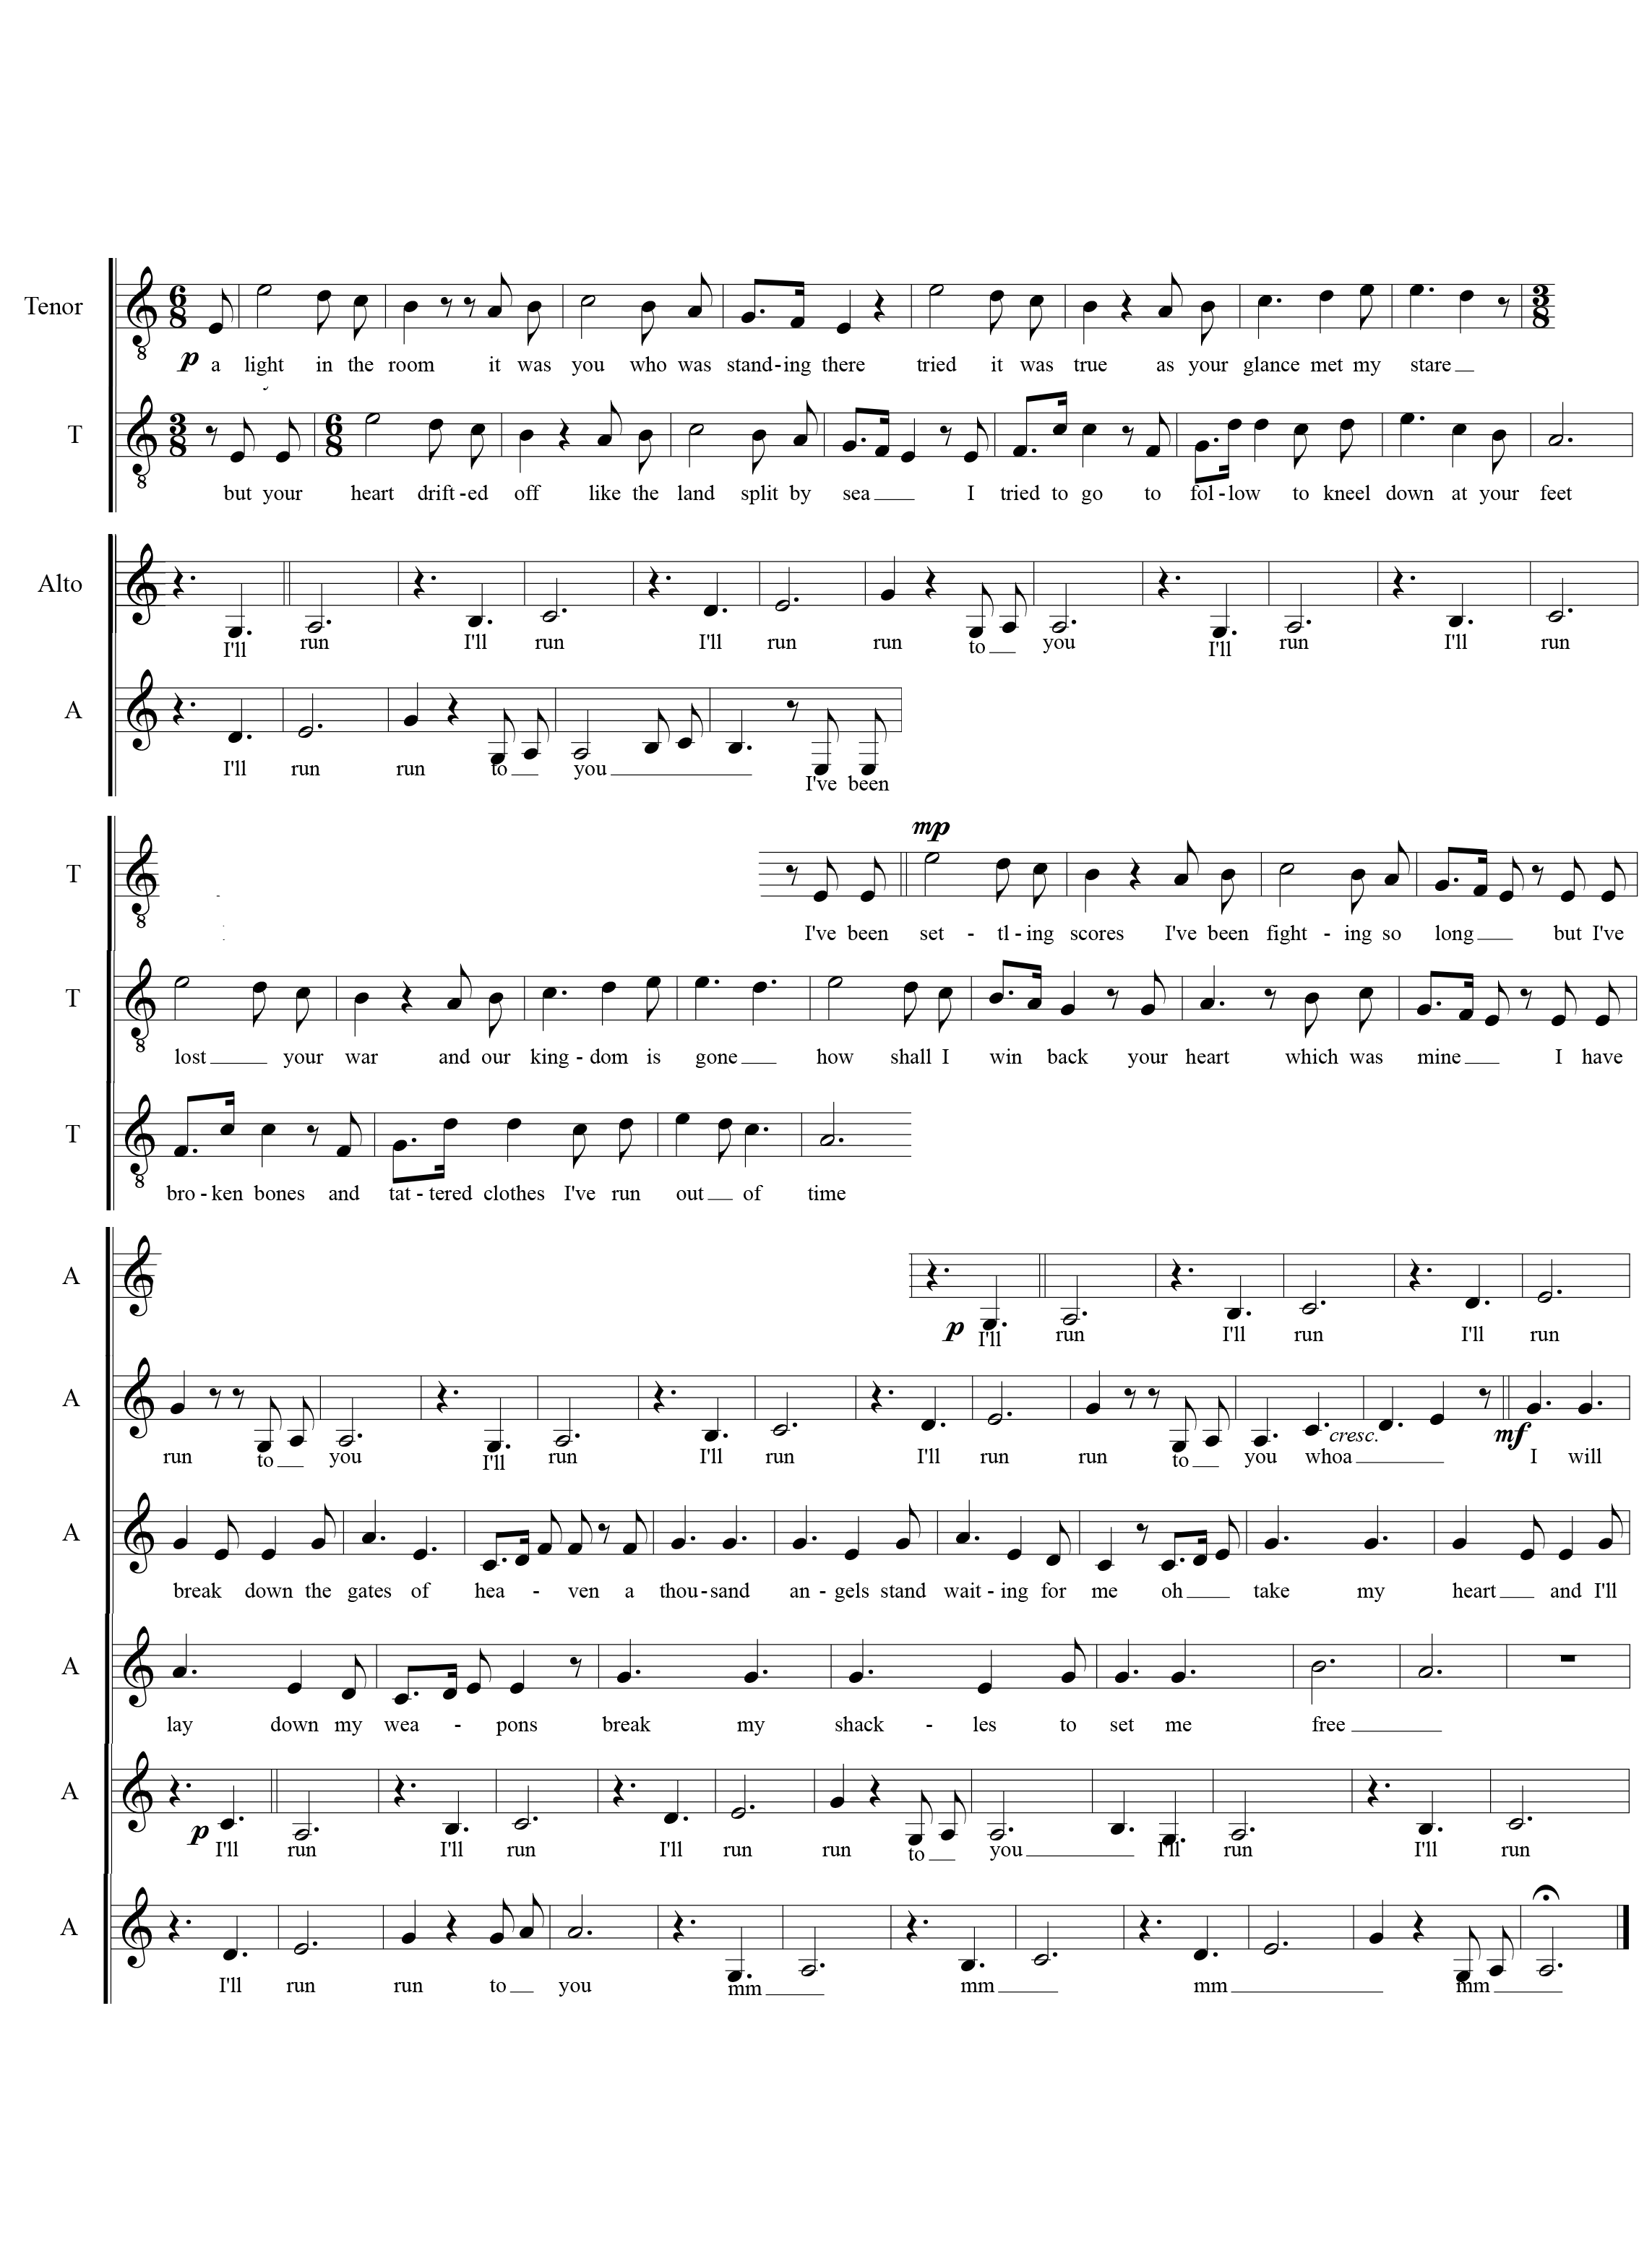 Tenor
6 8 3 8
p a light in the room it was you who was stand-ing there tried it was true as your glance met my stare
T
3 8 6 8
but your heart drift-ed off like the land split by sea I tried to go to fol-low to kneel down at your feet
Alto
I'll run I'll run I'll run run to you I'll run I'll run
A
I'll run run to you I've been
mp
T
I've been set - tl - ing scores I've been fight - ing so long but I've
T
lost your war and our king - dom is gone how shall I win back your heart which was mine I have
T
bro - ken bones and tat - tered clothes I've run out of time
A
p I'll run I'll run I'll run
A
cresc. mf
run to you I'll run I'll run I'll run run to you whoa I will
A
break down the gates of hea - ven a thou-sand an - gels stand wait - ing for me oh take my heart and I'll
A
lay down my wea - pons break my shack - les to set me free
A
p I'll run I'll run I'll run run to you I'll run I'll run
A
I'll run run to you mm mm mm mm